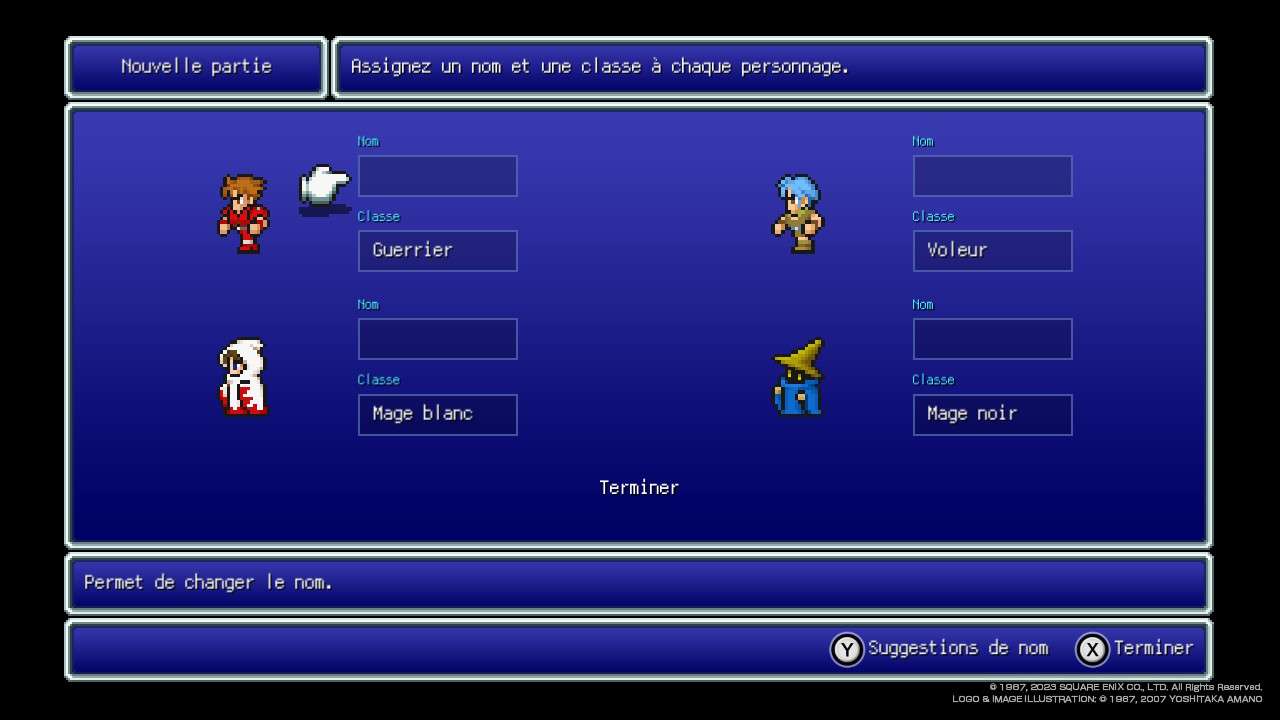 Nouvelle partie
Assignez un nom et une classe à chaque personnage.
Nom
Nom
Classe
Classe
Guerrier
Voleur
Nom
Nom
Classe
Classe
Mage blanc
Mage noir
Terminer
Permet de changer le nom.
Y Suggestions de nom X Terminer
© 1987, 2023 SQUARE ENIX CO., LTD. All Rights Reserved.
LOGO & IMAGE ILLUSTRATION: © 1987, 2007 YOSHITAKA AMANO